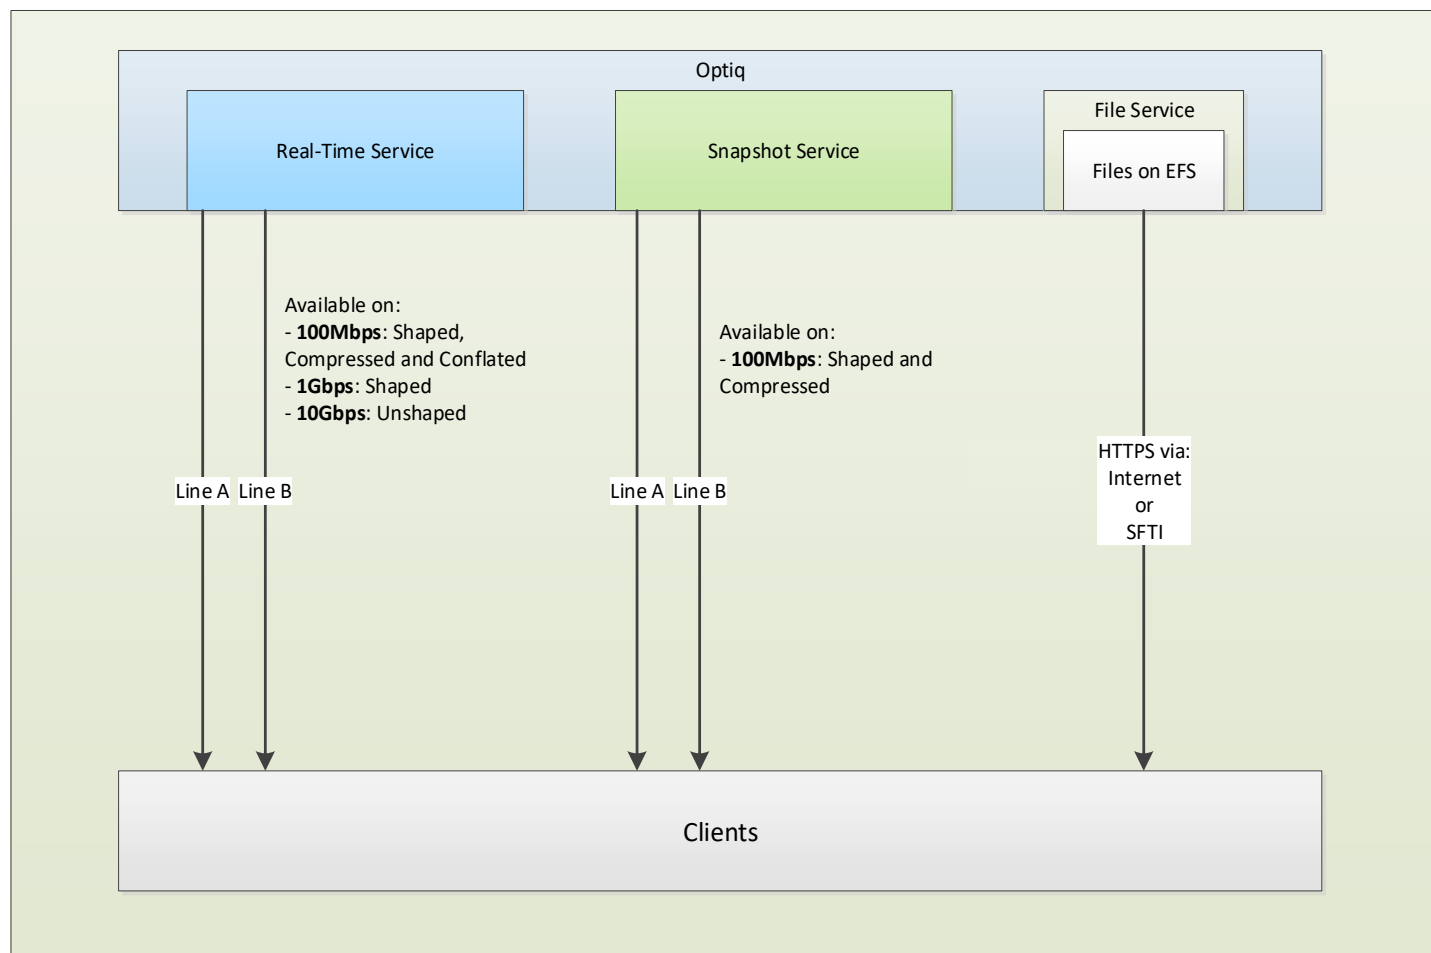 Optiq
Real-Time Service
Snapshot Service
File Service
Files on EFS
Available on:
- 100Mbps: Shaped,
Compressed and Conflated
- 1Gbps: Shaped
- 10Gbps: Unshaped
Available on:
- 100Mbps: Shaped and
Compressed
Line A
Line B
Line A
Line B
HTTPS via:
Internet
or
SFTI
Clients